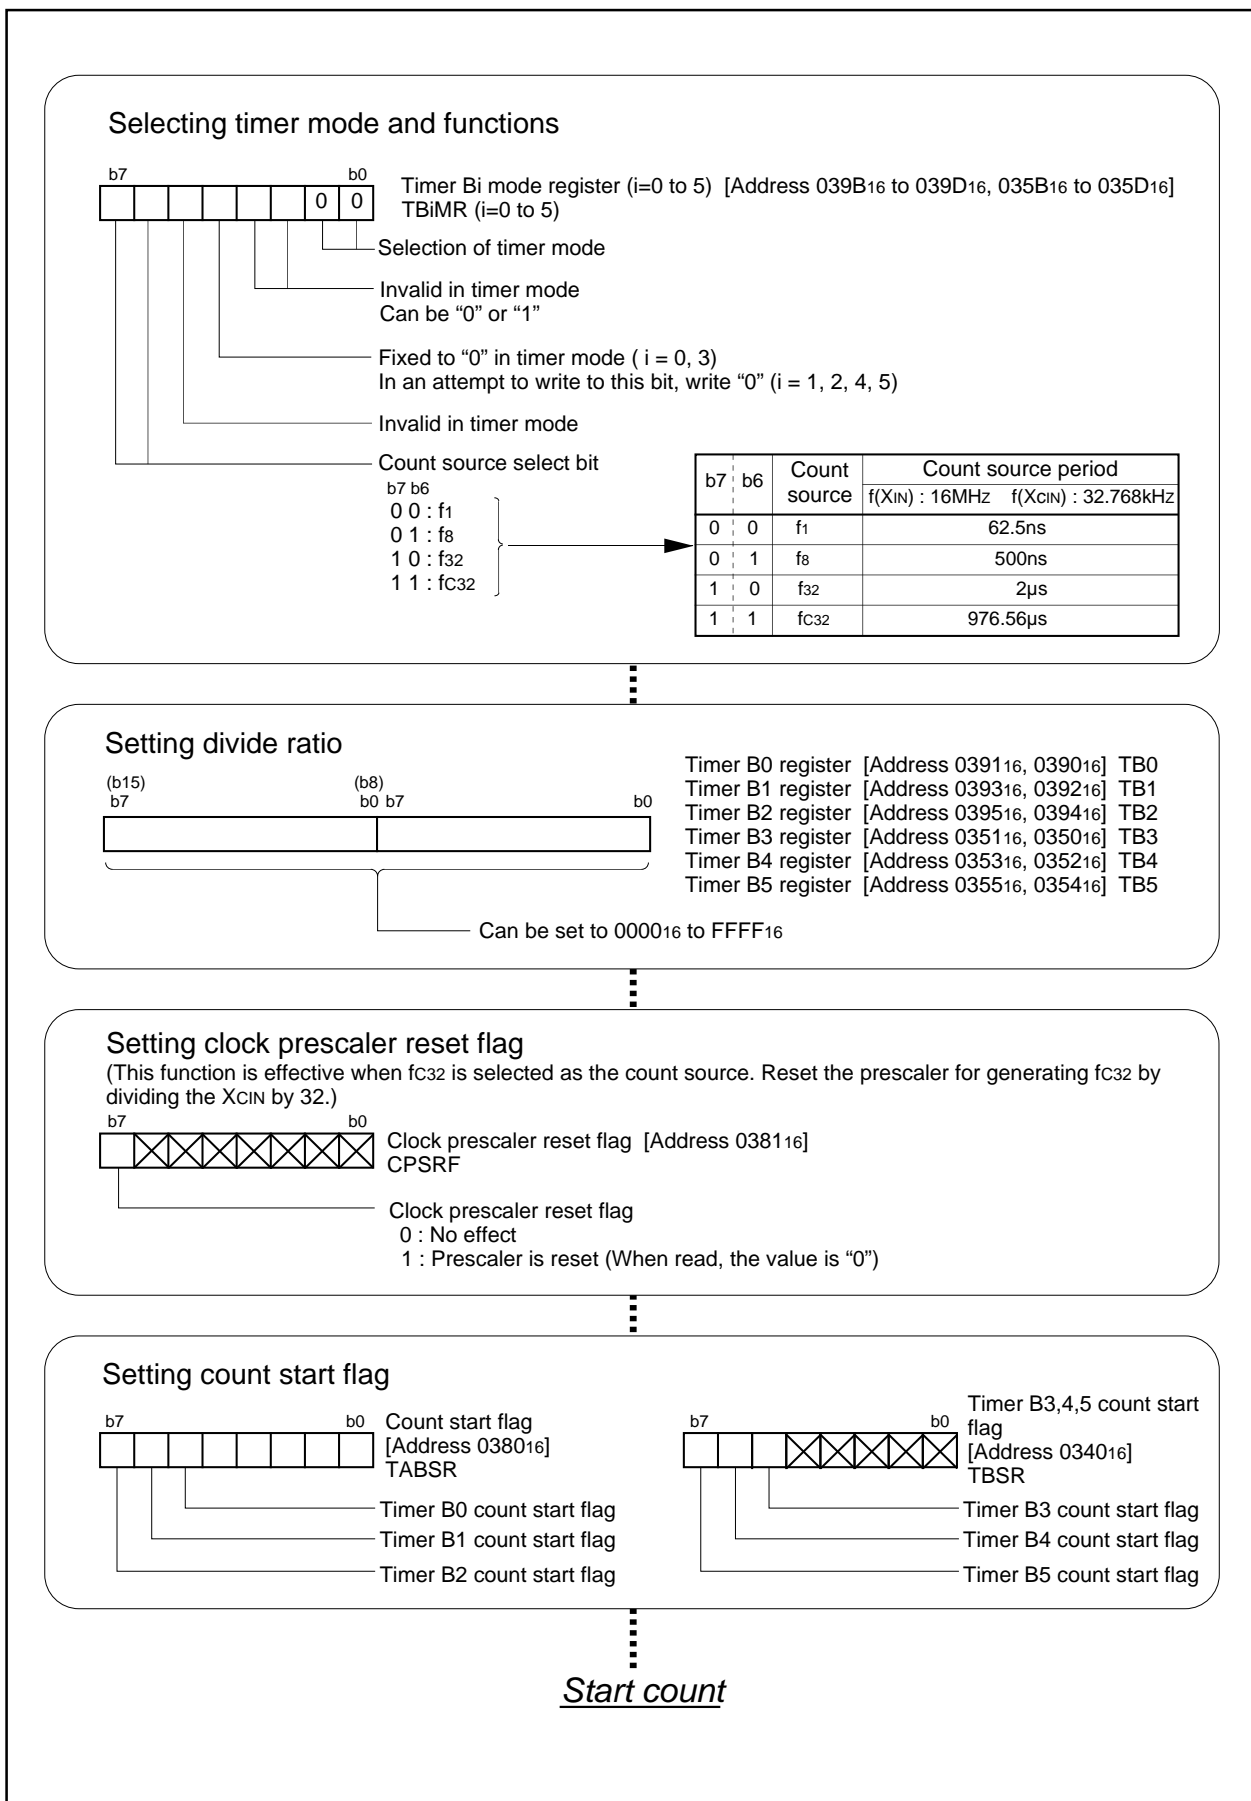 Selecting timer mode and functions
b7 b0
0 0
Timer Bi mode register (i=0 to 5) [Address 039B16 to 039D16, 035B16 to 035D16]
TBiMR (i=0 to 5)
Selection of timer mode
Invalid in timer mode
Can be “0” or “1”
Fixed to “0” in timer mode ( i = 0, 3)
In an attempt to write to this bit, write “0” (i = 1, 2, 4, 5)
Invalid in timer mode
Count source select bit
b7 b6
0 0 : f1
0 1 : f8
1 0 : f32
1 1 : fC32
b7 b6 Count source Count source period
f(XIN) : 16MHz f(XCIN) : 32.768kHz
0 0 f1 62.5ns
0 1 f8 500ns
1 0 f32 2µs
1 1 fC32 976.56µs
Setting divide ratio
(b15) (b8)
b7 b0 b7 b0
Timer B0 register [Address 039116, 039016] TB0
Timer B1 register [Address 039316, 039216] TB1
Timer B2 register [Address 039516, 039416] TB2
Timer B3 register [Address 035116, 035016] TB3
Timer B4 register [Address 035316, 035216] TB4
Timer B5 register [Address 035516, 035416] TB5
Can be set to 000016 to FFFF16
Setting clock prescaler reset flag
(This function is effective when fC32 is selected as the count source. Reset the prescaler for generating fC32 by
dividing the XCIN by 32.)
b7 b0
Clock prescaler reset flag [Address 038116]
CPSRF
Clock prescaler reset flag
0 : No effect
1 : Prescaler is reset (When read, the value is “0”)
Setting count start flag
b7 b0
Count start flag
[Address 038016]
TABSR
Timer B0 count start flag
Timer B1 count start flag
Timer B2 count start flag
b7 b0
Timer B3,4,5 count start
flag
[Address 034016]
TBSR
Timer B3 count start flag
Timer B4 count start flag
Timer B5 count start flag
Start count